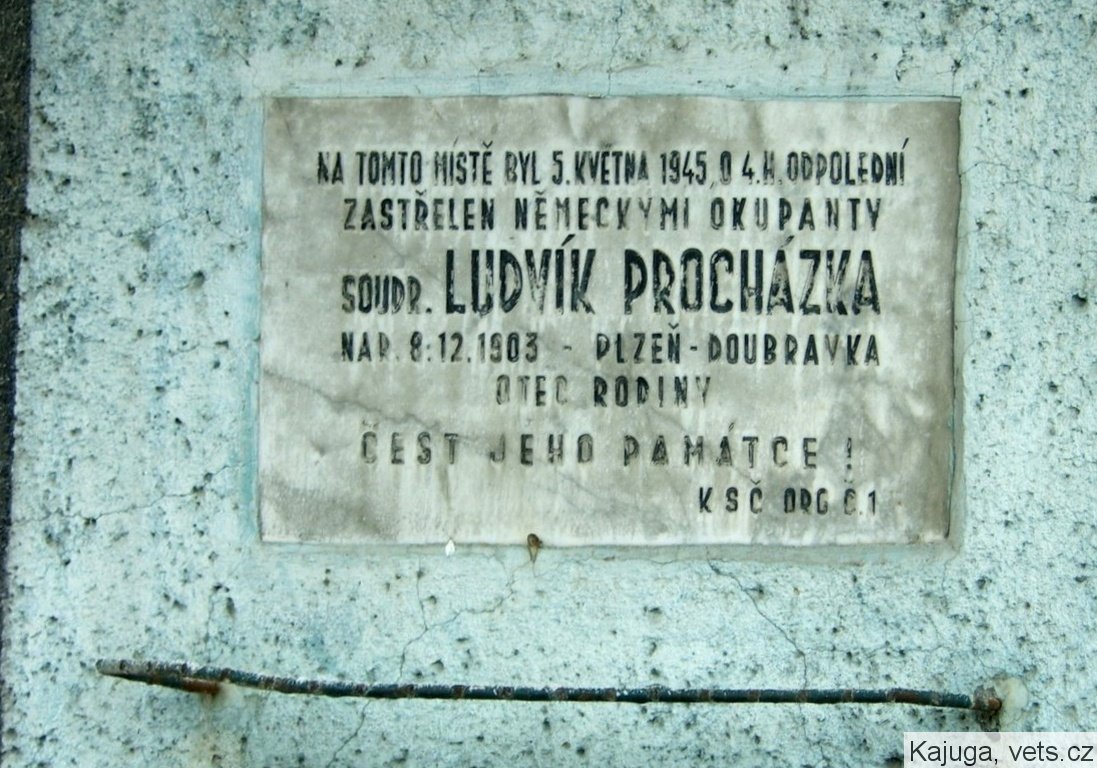 NA TOMTO MÍSTĚ BYL 5.KVĚTNA 1945 O 4.H.ODPOLEDNÍ
ZASTŘELEN NĚMECKÝMI OKUPANTY
SOUDR. LUDVÍK PROCHÁZKA
NAR. 8.12.1903 - PLZEŇ-DOUBRAVKA
OTEC RODINY
ČEST JEHO PAMÁTCE !
KSČ ORG Č.1
Kajuga, vets.cz